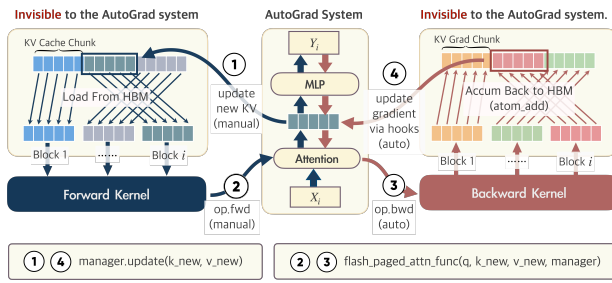 Invisible to the AutoGrad system
AutoGrad System
Invisible to the AutoGrad system.
KV Cache Chunk
Load From HBM
Block 1
......
Block i
Forward Kernel
1
update
new KV
(manual)
2
op.fwd
(manual)
Y_i
MLP
Attention
X_i
4
update
gradient
via hooks
(auto)
3
op.bwd
(auto)
KV Grad Chunk
Accum Back to HBM
(atom_add)
Block 1
......
Block i
Backward Kernel
1 4 manager.update(k_new, v_new)
2 3 flash_paged_attn_func(q, k_new, v_new, manager)